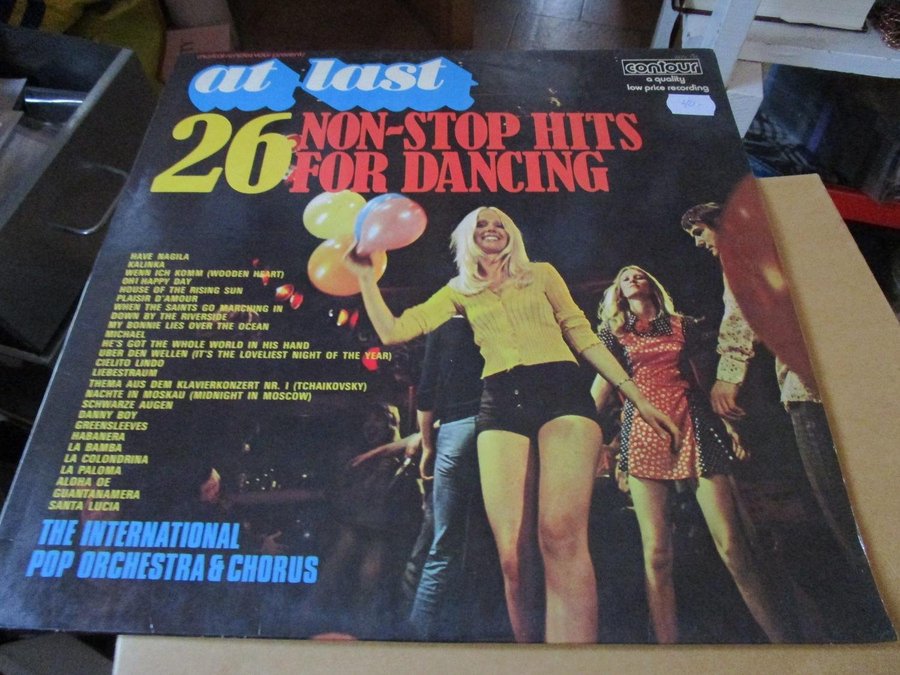 at last
contour
a quality
low price recording
40.-
26 NON-STOP HITS
FOR DANCING
HAVE NAGILA
KALINKA
WENN ICH KOMM (WOODEN HEART)
OH! HAPPY DAY
HOUSE OF THE RISING SUN
PLAISIR D'AMOUR
WHEN THE SAINTS GO MARCHING IN
DOWN BY THE RIVERSIDE
MY BONNIE LIES OVER THE OCEAN
MICHAEL
HE'S GOT THE WHOLE WORLD IN HIS HAND
UBER DEN WELLEN (IT'S THE LOVELIEST NIGHT OF THE YEAR)
CIELITO LINDO
LIEBESTRAUM
THEMA AUS DEM KLAVIERKONZERT NR. I (TCHAIKOVSKY)
NACHTE IN MOSKAU (MIDNIGHT IN MOSCOW)
SCHWARZE AUGEN
DANNY BOY
GREENSLEEVES
HABANERA
LA BAMBA
LA COLONDRINA
LA PALOMA
ALOHA OE
GUANTANAMERA
SANTA LUCIA
THE INTERNATIONAL
POP ORCHESTRA & CHORUS